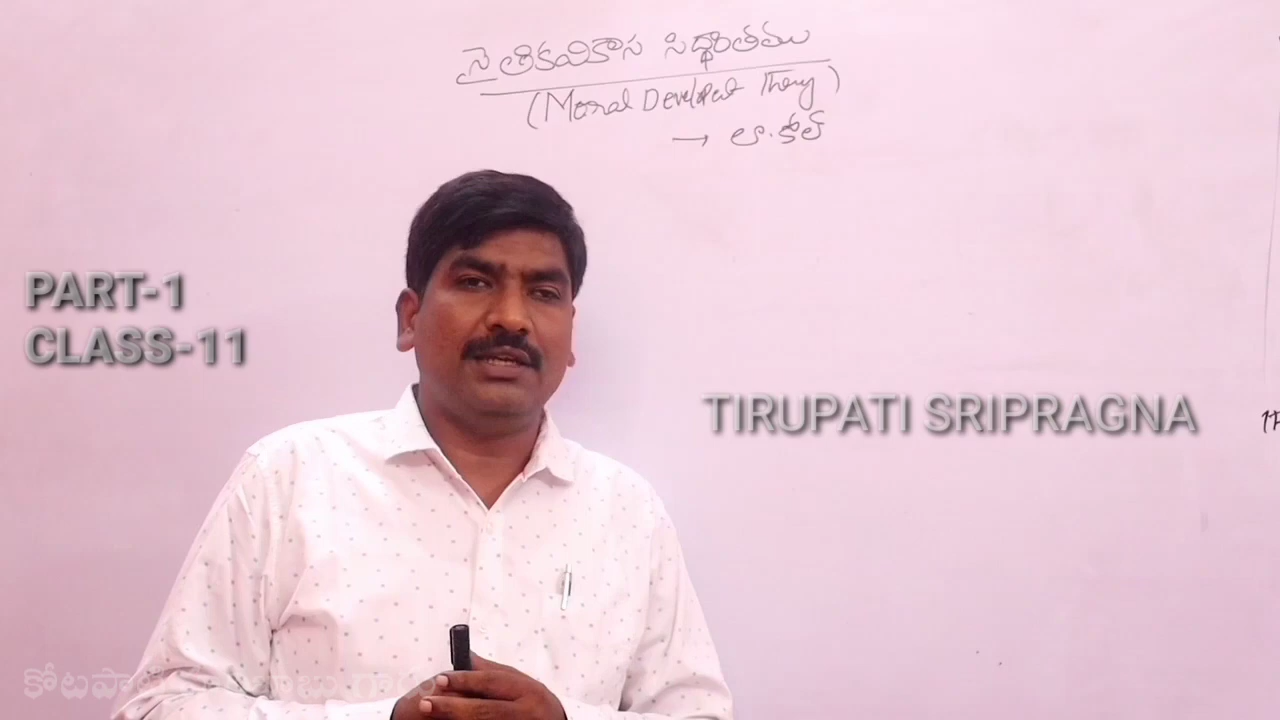 నైతికవికాస సిద్ధాంతము
(Moral Development Theory)
→ లా.కోల్
PART-1
CLASS-11
TIRUPATI SRIPRAGNA